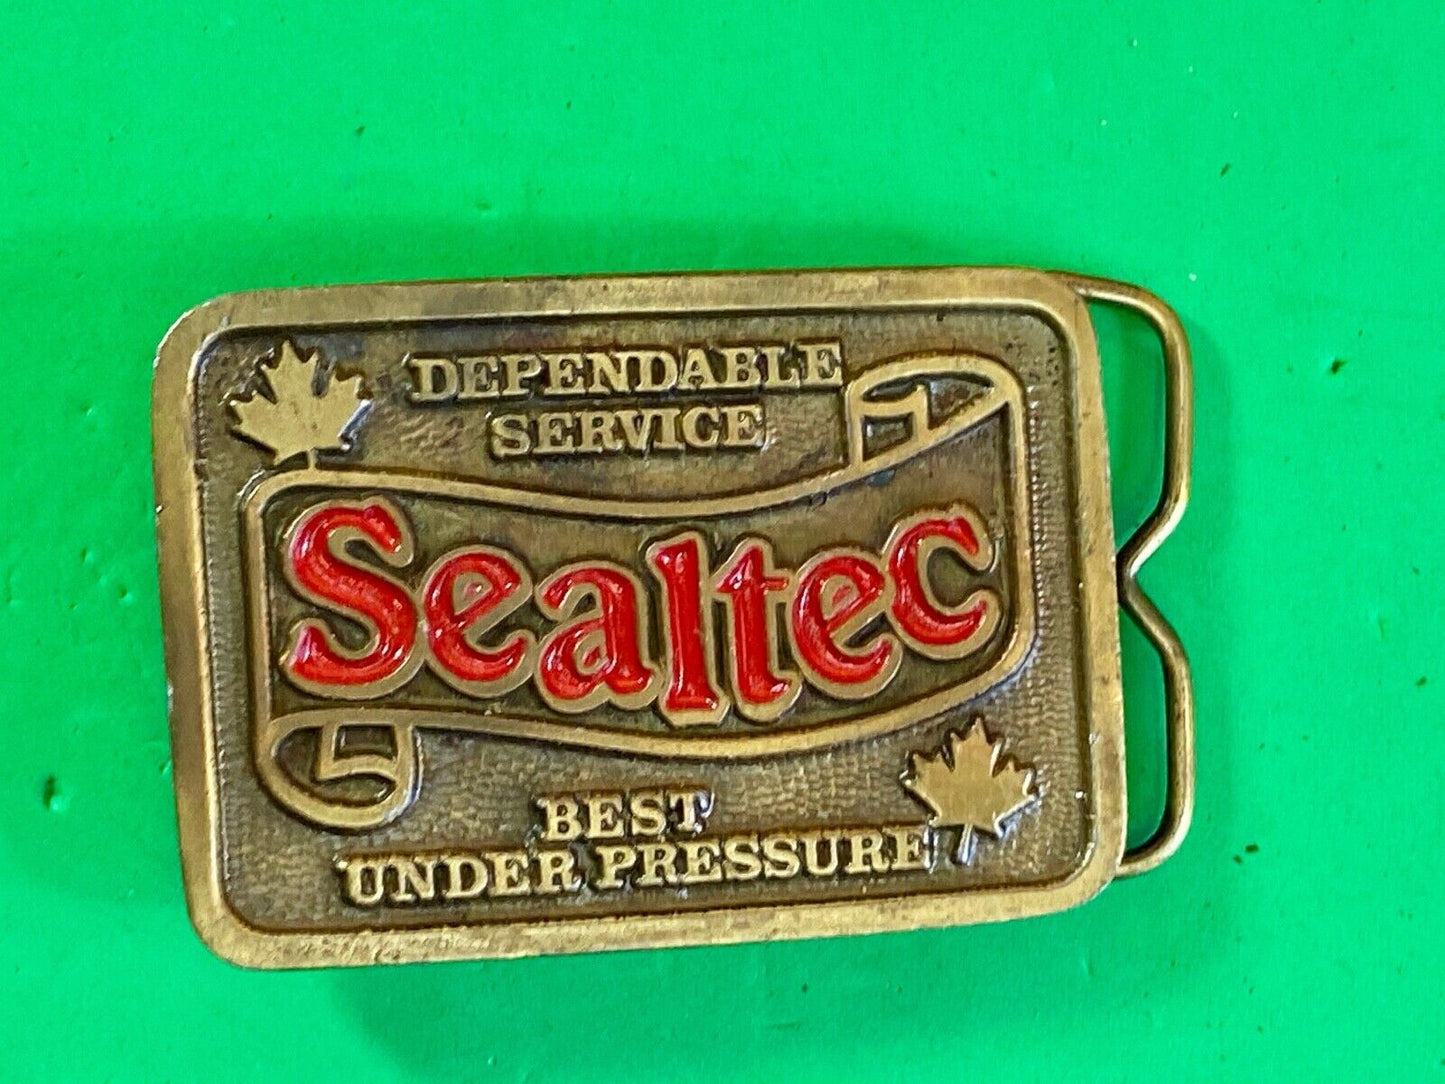 DEPENDABLE
SERVICE
Sealtec
BEST
UNDER PRESSURE